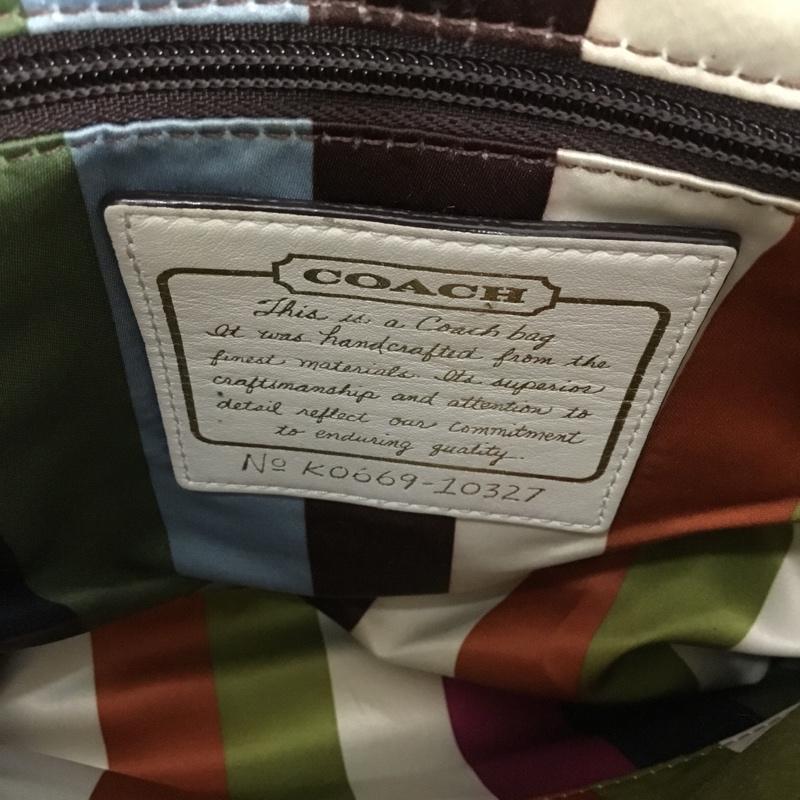 COACH
This is a Coach bag
It was handcrafted from the
finest materials. Its superior
craftsmanship and attention to
detail reflect our commitment
to enduring quality.
Nº K0669-10327